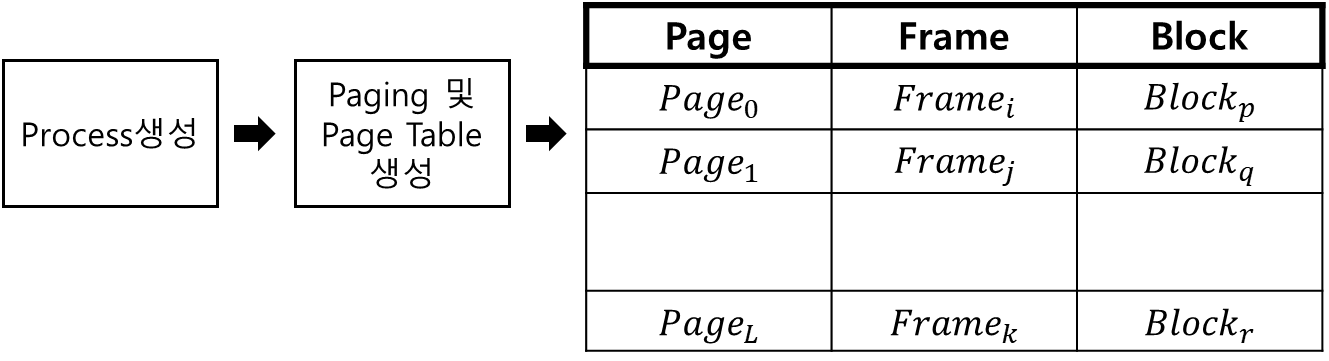 Process생성
Paging 및
Page Table
생성
Page Frame Block
Page₀ Frameᵢ Blockₚ
Page₁ Frameⱼ Block_q
Page_L Frameₖ Blockᵣ